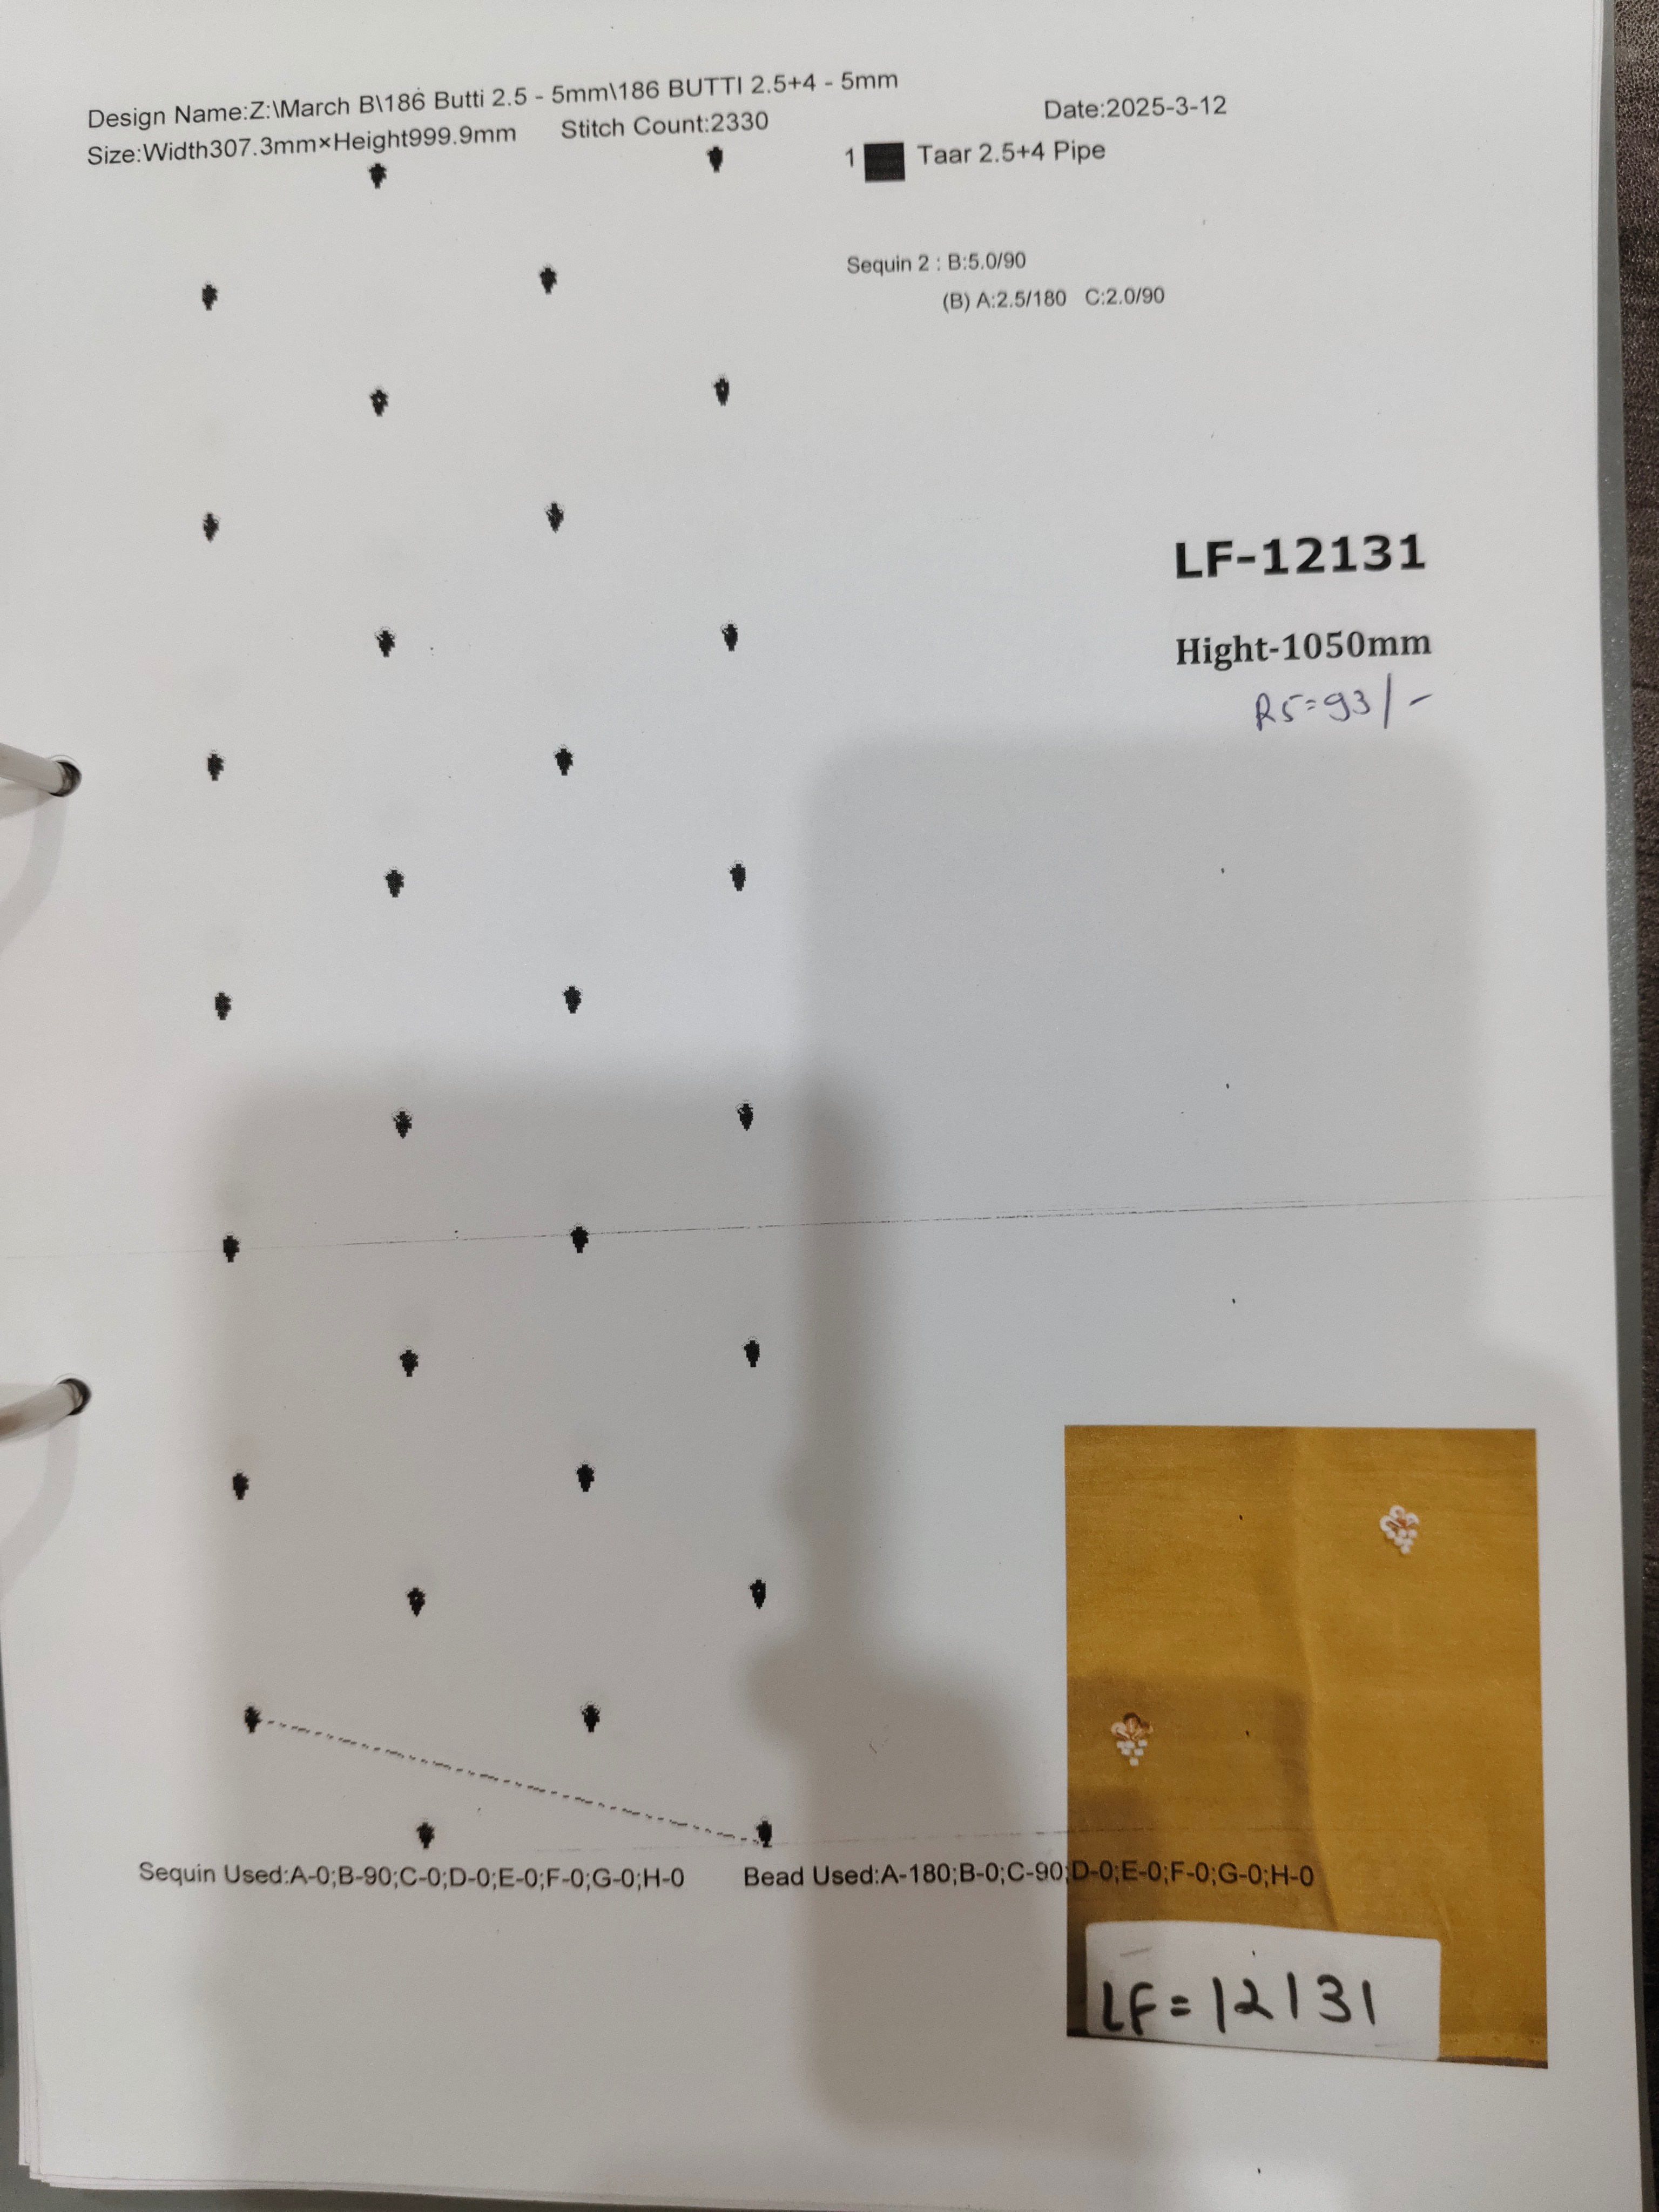 Design Name:Z:\March B\186 Butti 2.5 - 5mm\186 BUTTI 2.5+4 - 5mm
Date:2025-3-12
Size:Width307.3mm×Height999.9mm Stitch Count:2330
1 Taar 2.5+4 Pipe
Sequin 2 : B:5.0/90
(B) A:2.5/180 C:2.0/90
LF-12131
Hight-1050mm
RS=93/-
Sequin Used:A-0;B-90;C-0;D-0;E-0;F-0;G-0;H-0 Bead Used:A-180;B-0;C-90;D-0;E-0;F-0;G-0;H-0
LF=12131